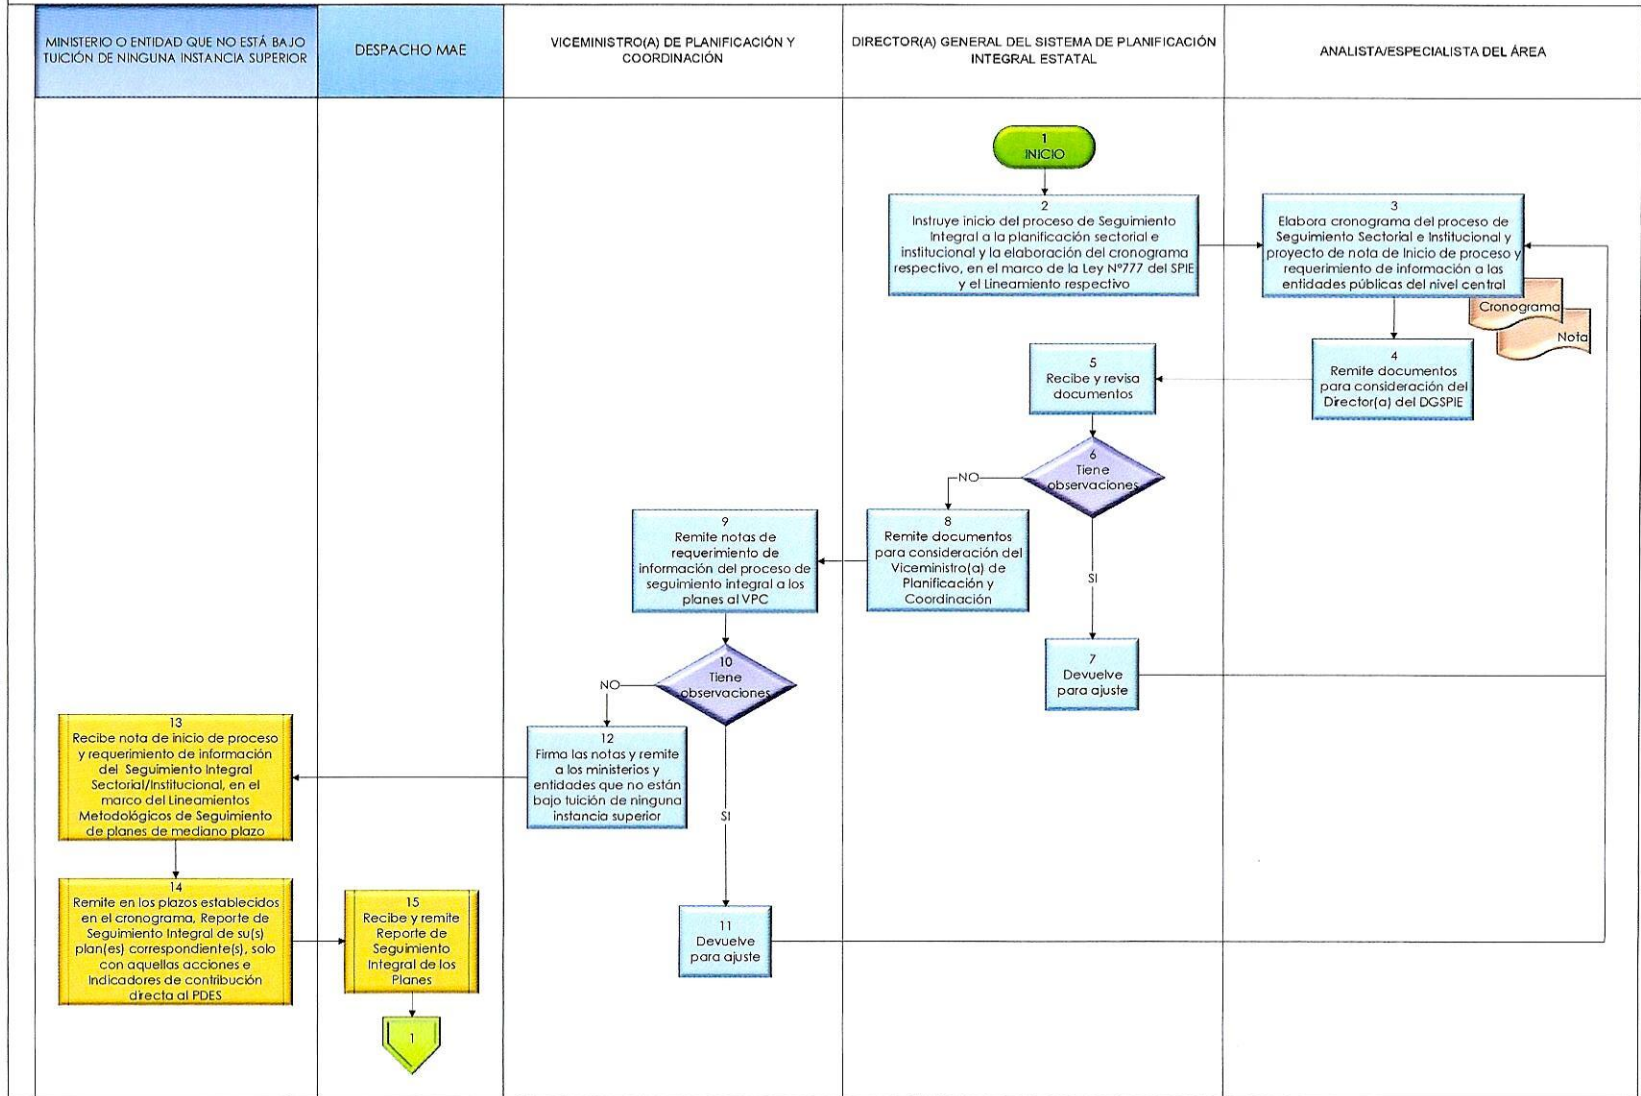 MINISTERIO O ENTIDAD QUE NO ESTÁ BAJO
TUICIÓN DE NINGUNA INSTANCIA SUPERIOR
DESPACHO MAE
VICEMINISTRO(A) DE PLANIFICACIÓN Y
COORDINACIÓN
DIRECTOR(A) GENERAL DEL SISTEMA DE PLANIFICACIÓN
INTEGRAL ESTATAL
ANALISTA/ESPECIALISTA DEL ÁREA
1
INICIO
2
Instruye inicio del proceso de Seguimiento
Integral a la planificación sectorial e
institucional y la elaboración del cronograma
respectivo, en el marco de la Ley N°777 del SPIE
y el Lineamiento respectivo
3
Elabora cronograma del proceso de
Seguimiento Sectorial e Institucional y
proyecto de nota de Inicio de proceso y
requerimiento de información a las
entidades públicas del nivel central
Cronograma
Nota
4
Remite documentos
para consideración del
Director(a) del DGSPIE
5
Recibe y revisa
documentos
6
Tiene
observaciones
NO
SI
8
Remite documentos
para consideración del
Viceministro(a) de
Planificación y
Coordinación
7
Devuelve
para ajuste
9
Remite notas de
requerimiento de
información del proceso de
seguimiento integral a los
planes al VPC
10
Tiene
observaciones
NO
SI
12
Firma las notas y remite
a los ministerios y
entidades que no están
bajo tuición de ninguna
instancia superior
11
Devuelve
para ajuste
13
Recibe nota de inicio de proceso
y requerimiento de información
del Seguimiento Integral
Sectorial/Institucional, en el
marco del Lineamientos
Metodológicos de Seguimiento
de planes de mediano plazo
14
Remite en los plazos establecidos
en el cronograma, Reporte de
Seguimiento Integral de su(s)
plan(es) correspondiente(s), solo
con aquellas acciones e
Indicadores de contribución
directa al PDES
15
Recibe y remite
Reporte de
Seguimiento
Integral de los
Planes
1